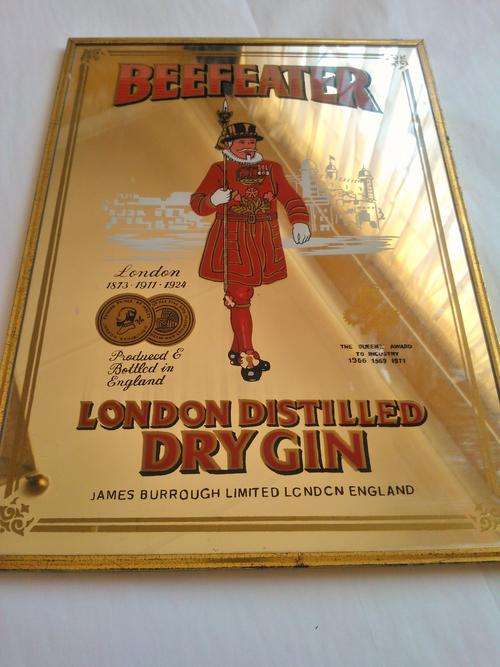 BEEFEATER
London
1873 · 1911 · 1924
Produced &
Bottled in
England
THE QUEEN'S AWARD
TO INDUSTRY
1966 1969 1971
LONDON DISTILLED
DRY GIN
JAMES BURROUGH LIMITED LONDON ENGLAND